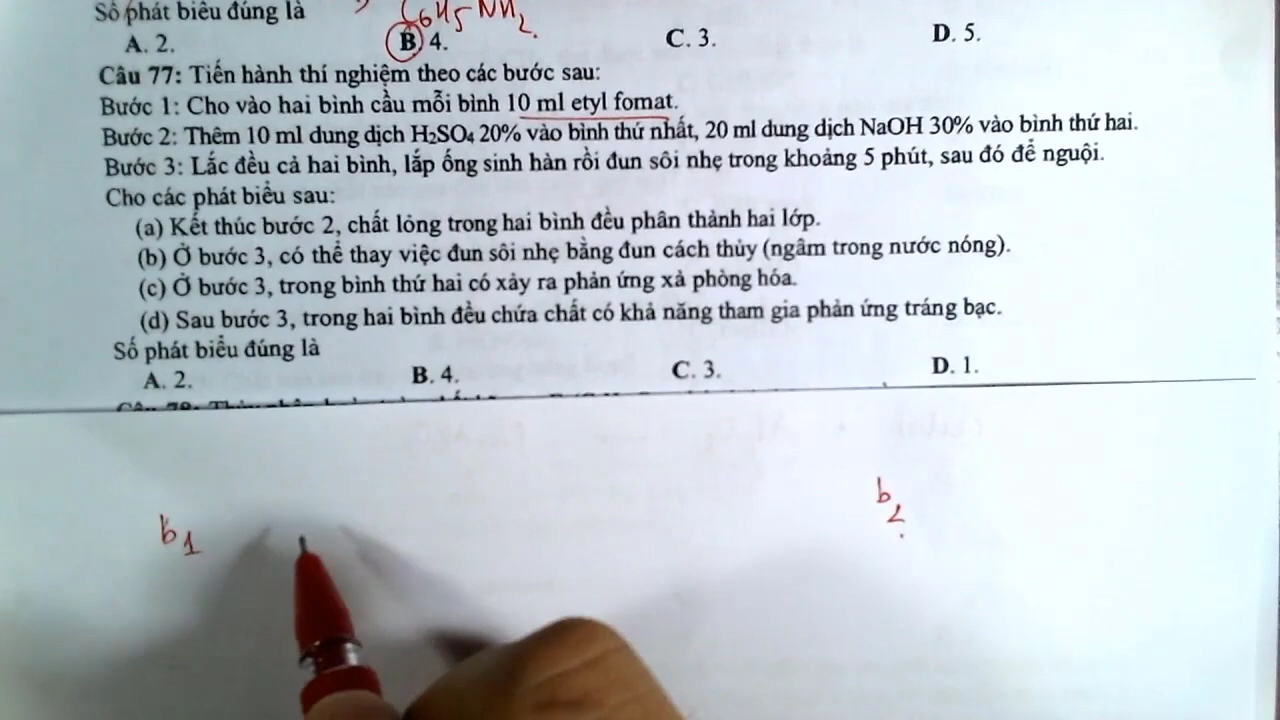 Số phát biểu đúng là
C6H5NH2.
A. 2. B) 4. C. 3. D. 5.
Câu 77: Tiến hành thí nghiệm theo các bước sau:
Bước 1: Cho vào hai bình cầu mỗi bình 10 ml etyl fomat.
Bước 2: Thêm 10 ml dung dịch H₂SO₄ 20% vào bình thứ nhất, 20 ml dung dịch NaOH 30% vào bình thứ hai.
Bước 3: Lắc đều cả hai bình, lắp ống sinh hàn rồi đun sôi nhẹ trong khoảng 5 phút, sau đó để nguội.
Cho các phát biểu sau:
(a) Kết thúc bước 2, chất lỏng trong hai bình đều phân thành hai lớp.
(b) Ở bước 3, có thể thay việc đun sôi nhẹ bằng đun cách thủy (ngâm trong nước nóng).
(c) Ở bước 3, trong bình thứ hai có xảy ra phản ứng xà phòng hóa.
(d) Sau bước 3, trong hai bình đều chứa chất có khả năng tham gia phản ứng tráng bạc.
Số phát biểu đúng là
A. 2. B. 4. C. 3. D. 1.
b1 b2.